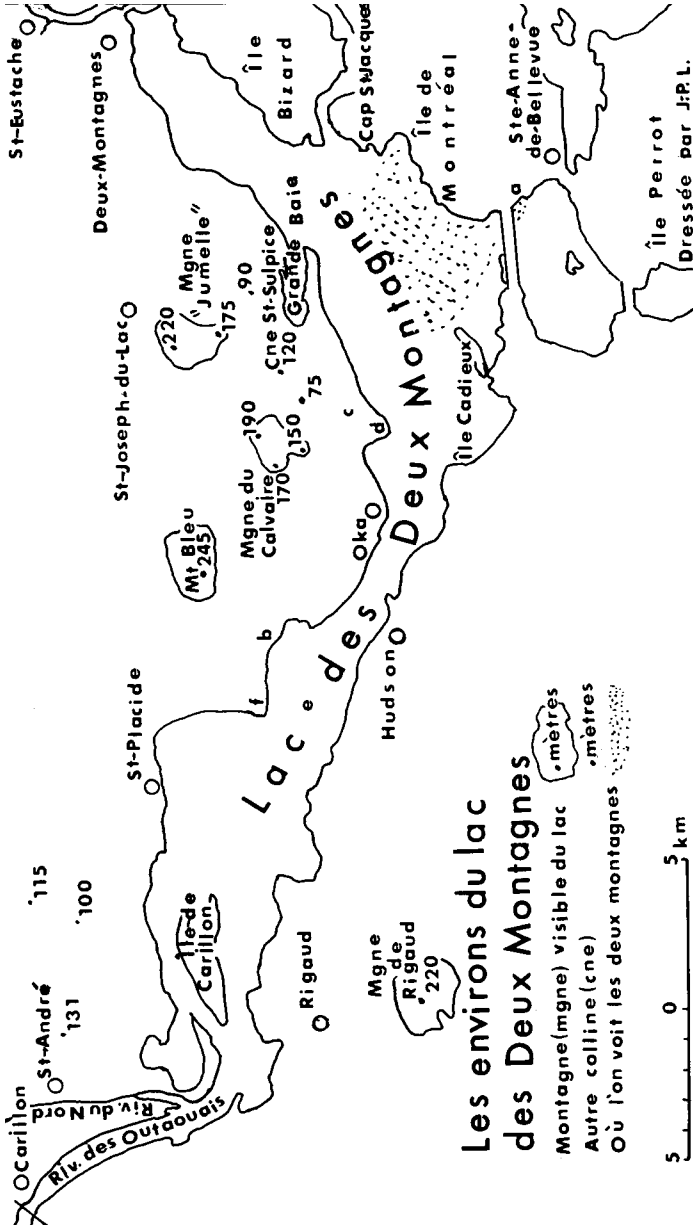 St-Eustache
Deux-Montagnes
Île
Bizard
Cap St-Jacques
Île de
Montréal
Ste-Anne-
de-Bellevue
Île Perrot
Dressée par J:P.L.
a
St-Joseph-du-Lac
220
Mgne
"Jumelle"
175
90
Cne St-Sulpice
120
Grande Baie
75
c
d
190
150
Mgne du
Calvaire
170
Mt Bleu
245
Oka
Île Cadieux
Lac des Deux Montagnes
b
f
e
Hudson
St-Placide
115
100
131
St-André
Carillon
Riv. du Nord
Riv. des Outaouais
Île de
Carillon
Rigaud
Mgne
de
Rigaud
220
Les environs du lac
des Deux Montagnes
Montagne (mgne) visible du lac .mètres
Autre colline (cne) .mètres
Où l'on voit les deux montagnes
5 0 5 km